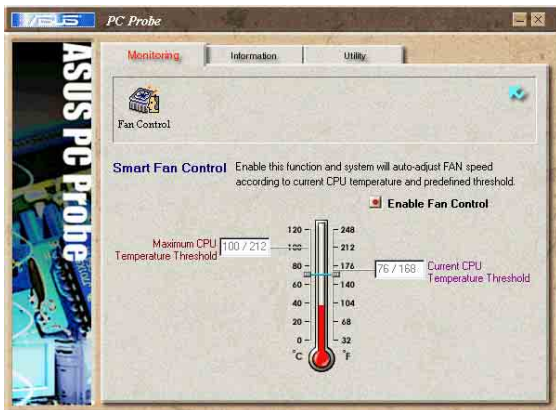 ASUS PC Probe
Monitoring Information Utility
Fan Control
ASUS PC Probe
Smart Fan Control Enable this function and system will auto-adjust FAN speed
according to current CPU temperature and predefined threshold.
Enable Fan Control
Maximum CPU
Temperature Threshold
100 / 212
120 248
100 212
80 176
60 140
40 104
20 68
0 32
°C °F
76 / 168
Current CPU
Temperature Threshold